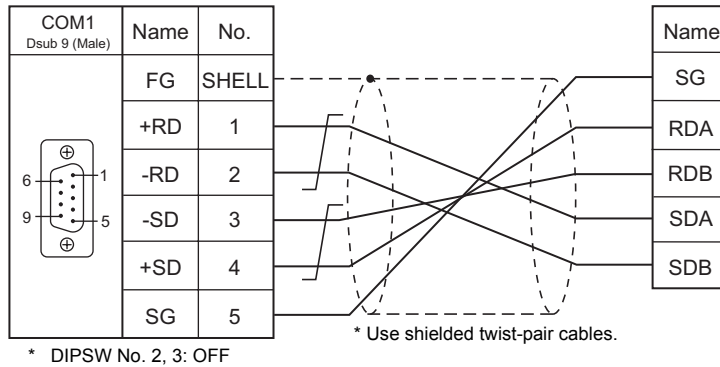 COM1
Dsub 9 (Male)
Name No.
Name
FG SHELL
SG
+RD 1
RDA
-RD 2
RDB
-SD 3
SDA
+SD 4
SDB
SG 5
6 1
9 5
* Use shielded twist-pair cables.
* DIPSW No. 2, 3: OFF